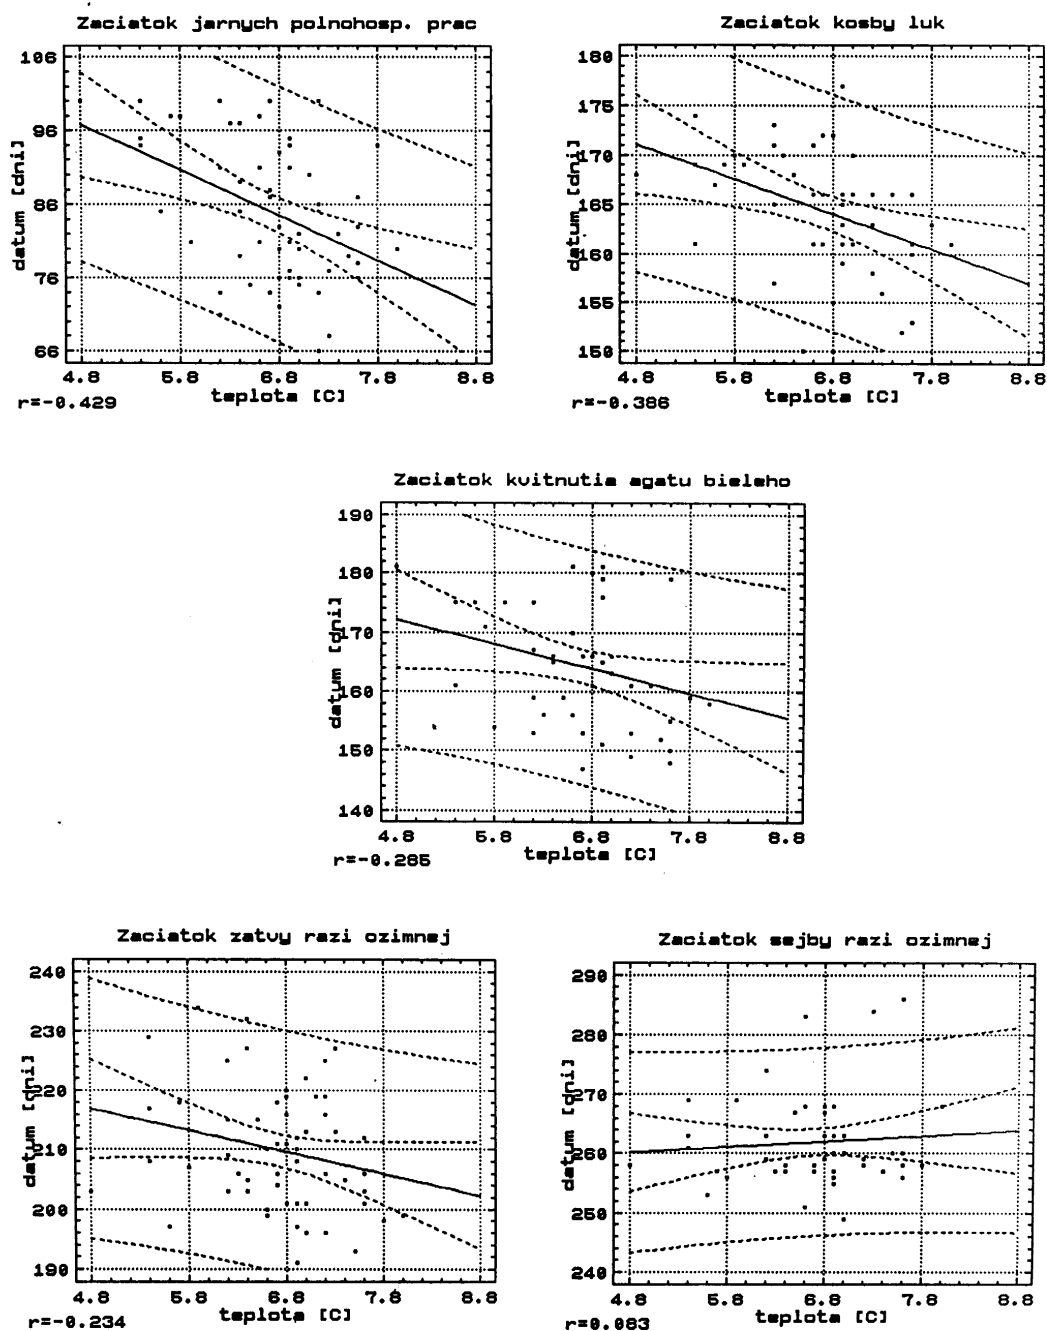 Zaciatok jarnych polnohosp. prac
106
96
86
76
66
datum [dni]
4.8 5.8 6.8 7.8 8.8
teplota [C]
r=-0.429
Zaciatok kosby luk
180
175
170
165
160
155
150
datum [dni]
4.8 5.8 6.8 7.8 8.8
teplota [C]
r=-0.386
Zaciatok kvitnutia agatu bieleho
190
180
170
160
150
140
datum [dni]
4.8 5.8 6.8 7.8 8.8
teplota [C]
r=-0.285
Zaciatok zatvy razi ozimnej
240
230
220
210
200
190
datum [dni]
4.8 5.8 6.8 7.8 8.8
teplota [C]
r=-0.234
Zaciatok sejby razi ozimnej
290
280
270
260
250
240
datum [dni]
4.8 5.8 6.8 7.8 8.8
teplota [C]
r=0.083